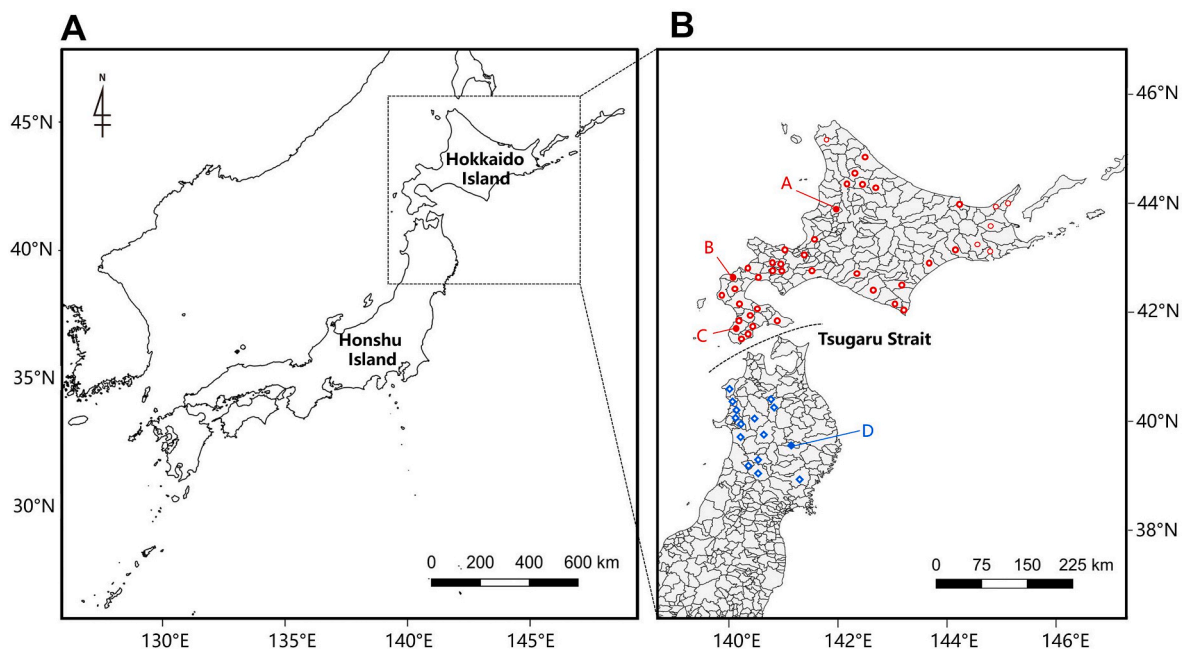 A
B
N
45°N
40°N
35°N
30°N
Hokkaido
Island
Honshu
Island
0 200 400 600 km
130°E 135°E 140°E 145°E
46°N
44°N
42°N
40°N
38°N
A
B
C
Tsugaru Strait
D
0 75 150 225 km
140°E 142°E 144°E 146°E